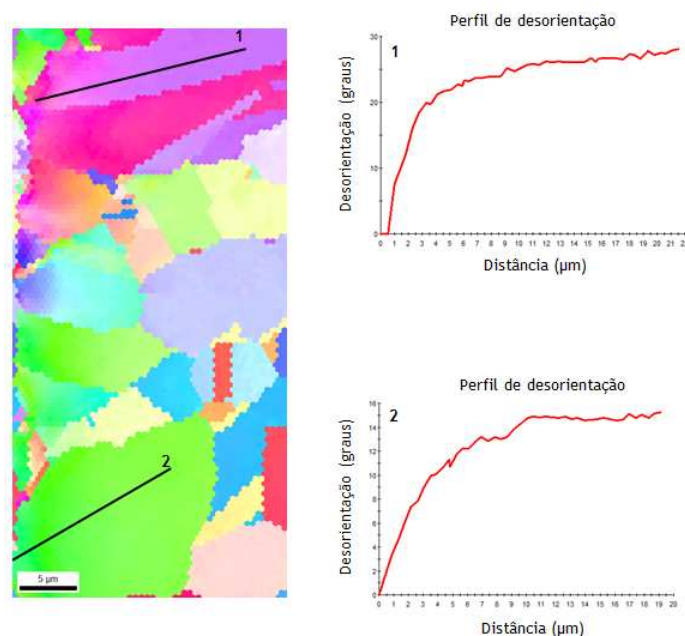 1
2
5 µm
Perfil de desorientação
1
Desorientação (graus)
30
20
10
0
1 2 3 4 5 6 7 8 9 10 11 12 13 14 15 16 17 18 19 20 21 22
Distância (µm)
Perfil de desorientação
2
Desorientação (graus)
16
14
12
10
8
6
4
2
0
0 1 2 3 4 5 6 7 8 9 10 11 12 13 14 15 16 17 18 19 20
Distância (µm)